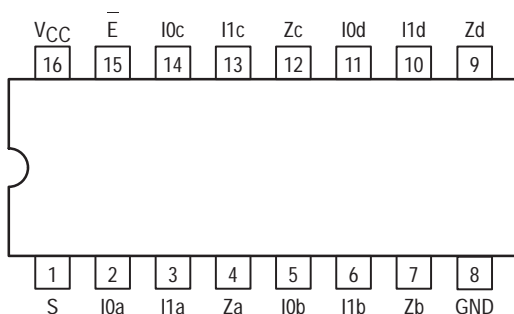 VCC E̅ I0c I1c Zc I0d I1d Zd
16 15 14 13 12 11 10 9
1 2 3 4 5 6 7 8
S I0a I1a Za I0b I1b Zb GND